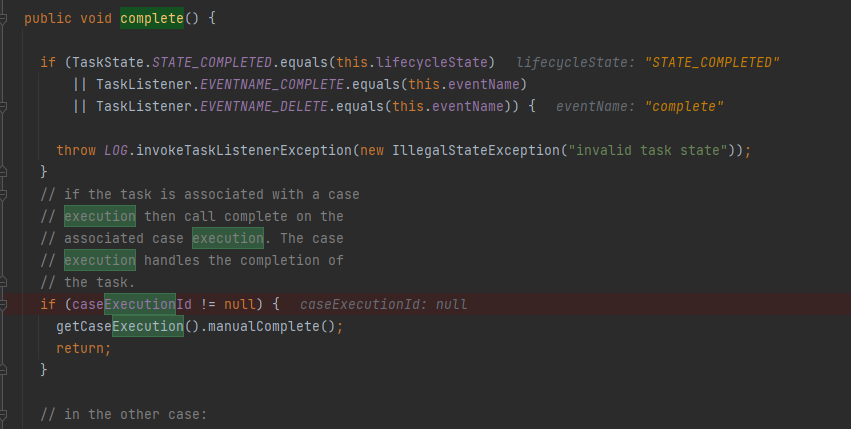 public void complete() {
if (TaskState.STATE_COMPLETED.equals(this.lifecycleState) lifecycleState: "STATE_COMPLETED"
|| TaskListener.EVENTNAME_COMPLETE.equals(this.eventName)
|| TaskListener.EVENTNAME_DELETE.equals(this.eventName)) { eventName: "complete"
throw LOG.invokeTaskListenerException(new IllegalStateException("invalid task state"));
}
// if the task is associated with a case
// execution then call complete on the
// associated case execution. The case
// execution handles the completion of
// the task.
if (caseExecutionId != null) { caseExecutionId: null
getCaseExecution().manualComplete();
return;
}
// in the other case: